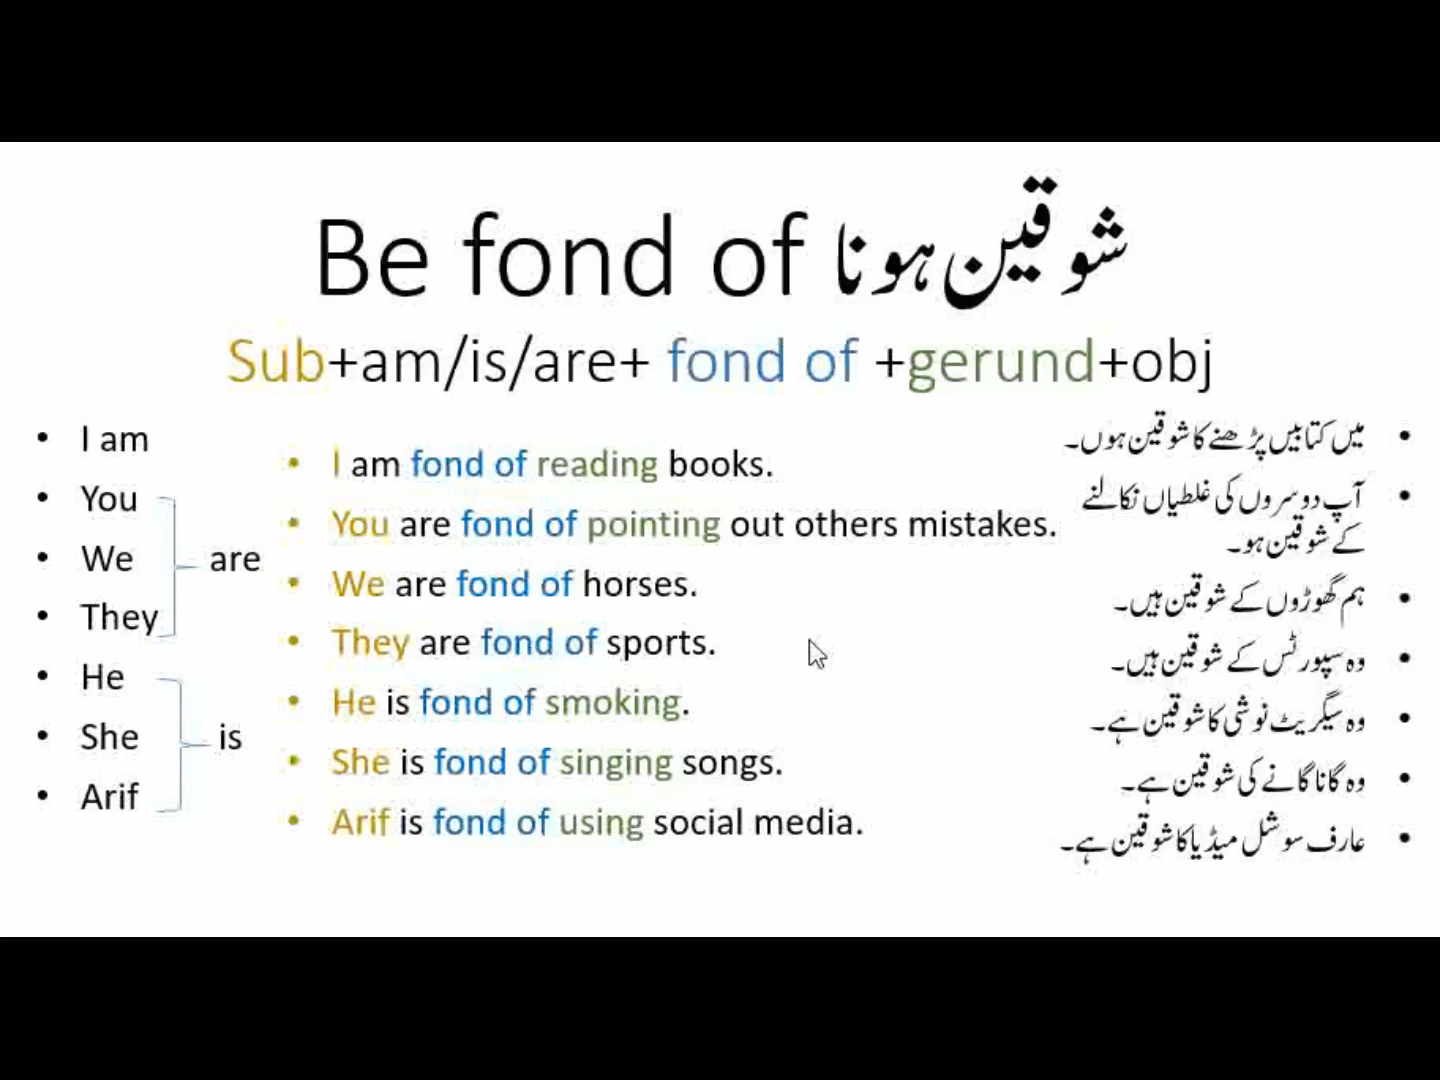 Be fond of شوقین ہونا
Sub+am/is/are+ fond of +gerund+obj
• I am
• You
• We
• They
are
• He
• She
• Arif
is
• I am fond of reading books.
• You are fond of pointing out others mistakes.
• We are fond of horses.
• They are fond of sports.
• He is fond of smoking.
• She is fond of singing songs.
• Arif is fond of using social media.
• میں کتابیں پڑھنے کا شوقین ہوں۔
• آپ دوسروں کی غلطیاں نکالنے
کے شوقین ہو۔
• ہم گھوڑوں کے شوقین ہیں۔
• وہ سپورٹس کے شوقین ہیں۔
• وہ سیگریٹ نوشی کا شوقین ہے۔
• وہ گانا گانے کی شوقین ہے۔
• عارف سوشل میڈیا کا شوقین ہے۔